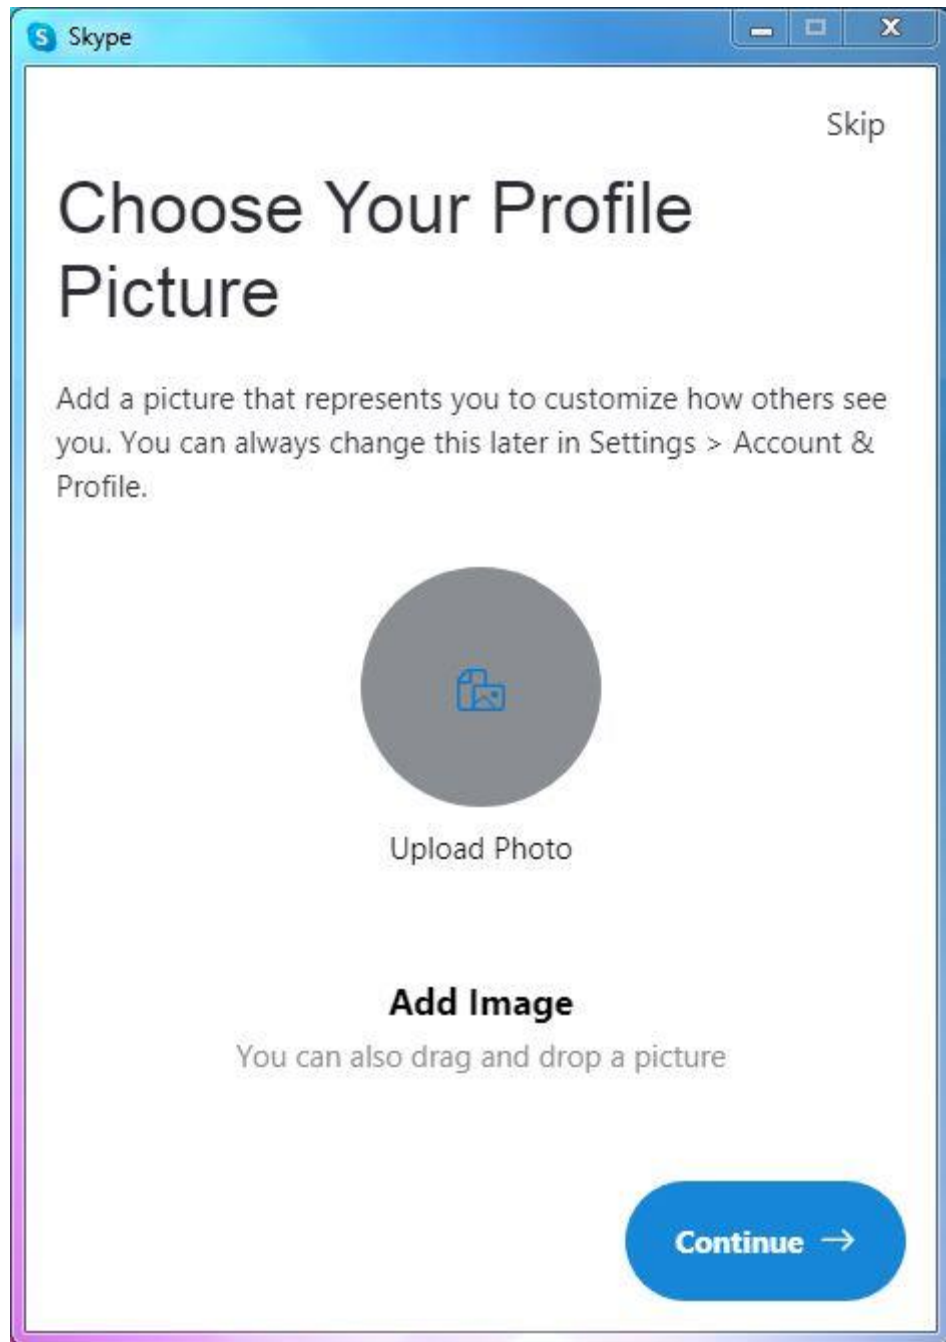 Skype
Skip
Choose Your Profile
Picture
Add a picture that represents you to customize how others see
you. You can always change this later in Settings > Account &
Profile.
Upload Photo
Add Image
You can also drag and drop a picture
Continue →